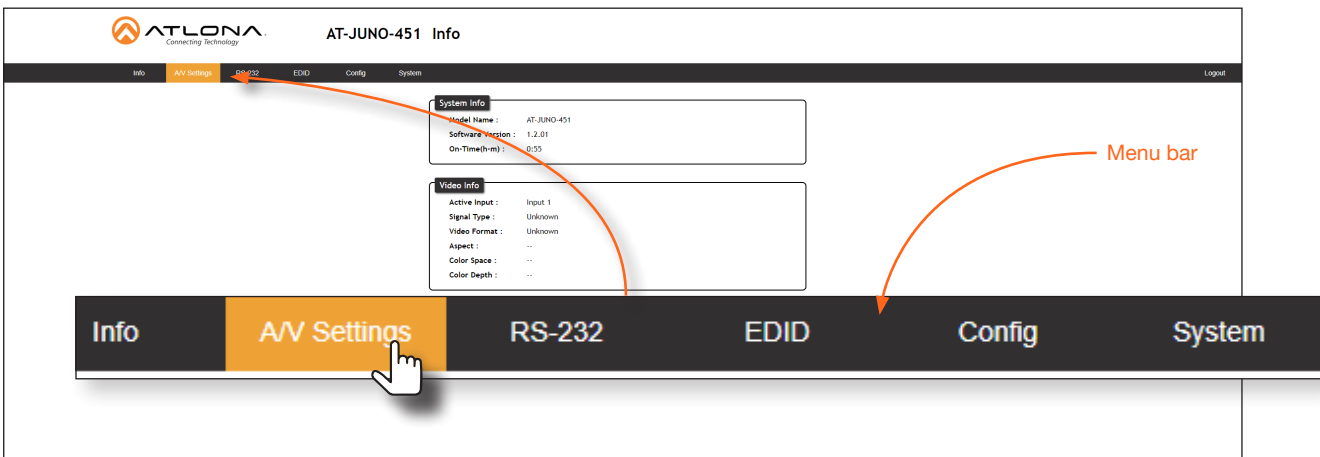 ATLONA.
Connecting Technology
AT-JUNO-451 Info
Info A/V Settings RS-232 EDID Config System Logout
System Info
Model Name : AT-JUNO-451
Software Version : 1.2.01
On-Time(h-m) : 0:55
Menu bar
Video Info
Active Input : Input 1
Signal Type : Unknown
Video Format : Unknown
Aspect : --
Color Space : --
Color Depth : --
Info A/V Settings RS-232 EDID Config System